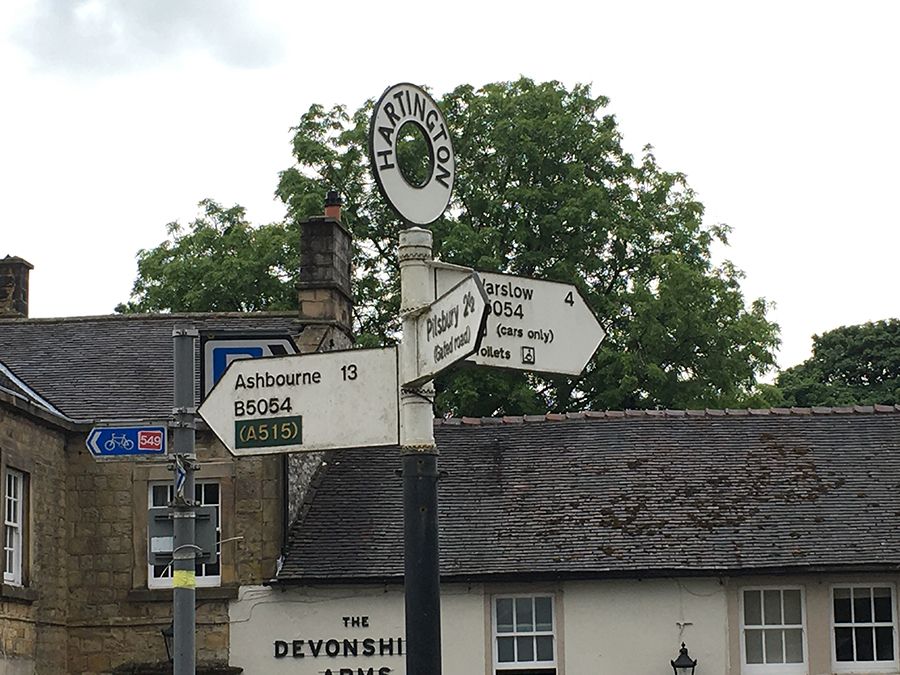 HARTINGTON
Warslow 4
B5054
(cars only)
Toilets
Pilsbury 2½
(Gated road)
Ashbourne 13
B5054
(A515)
P
549
THE
DEVONSHI
ARMS